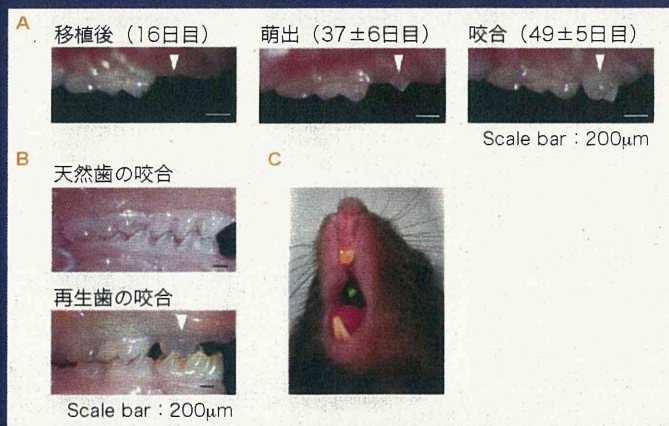 A
移植後（16日目）
萌出（37±6日目）
咬合（49±5日目）
Scale bar：200μm
B
天然歯の咬合
再生歯の咬合
Scale bar：200μm
C